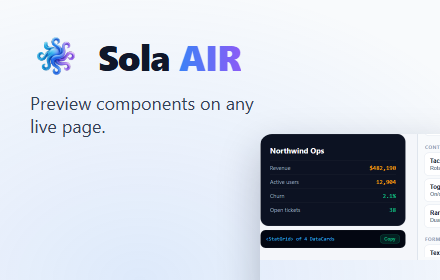 Sola AIR
Preview components on any
live page.
Northwind Ops
Revenue $482,190
Active users 12,904
Churn 2.1%
Open tickets 38
<StatGrid> of 4 DataCards Copy